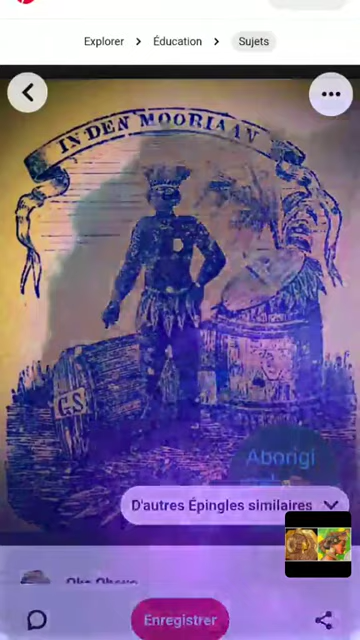 Explorer > Éducation > Sujets
IN DEN MOORIAAN
G.S.
Aborigi
D'autres Épingles similaires
Enregistrer